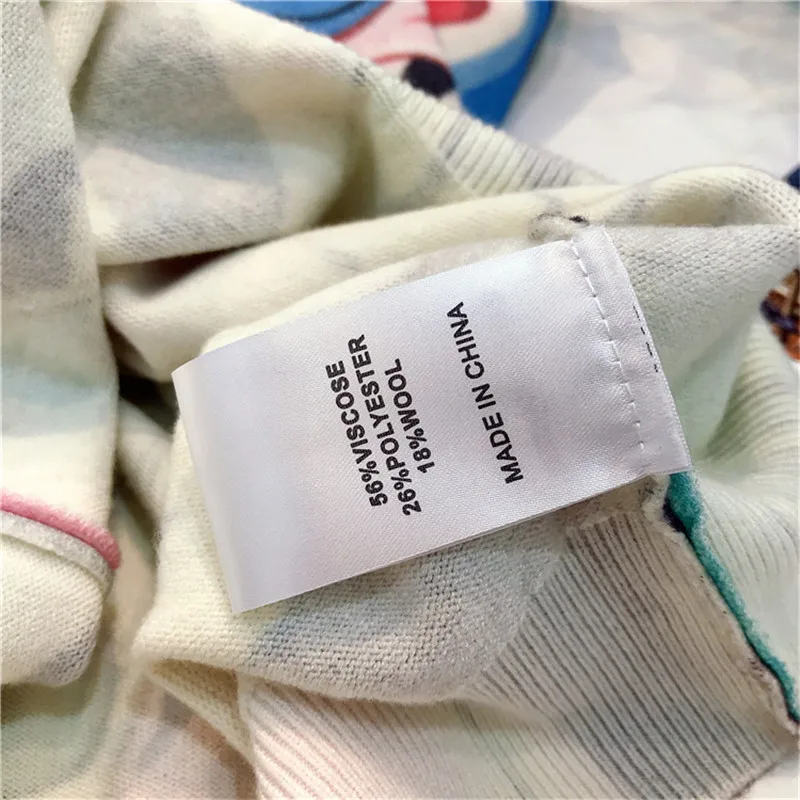 56%VISCOSE
26%POLYESTER
18%WOOL
MADE IN CHINA